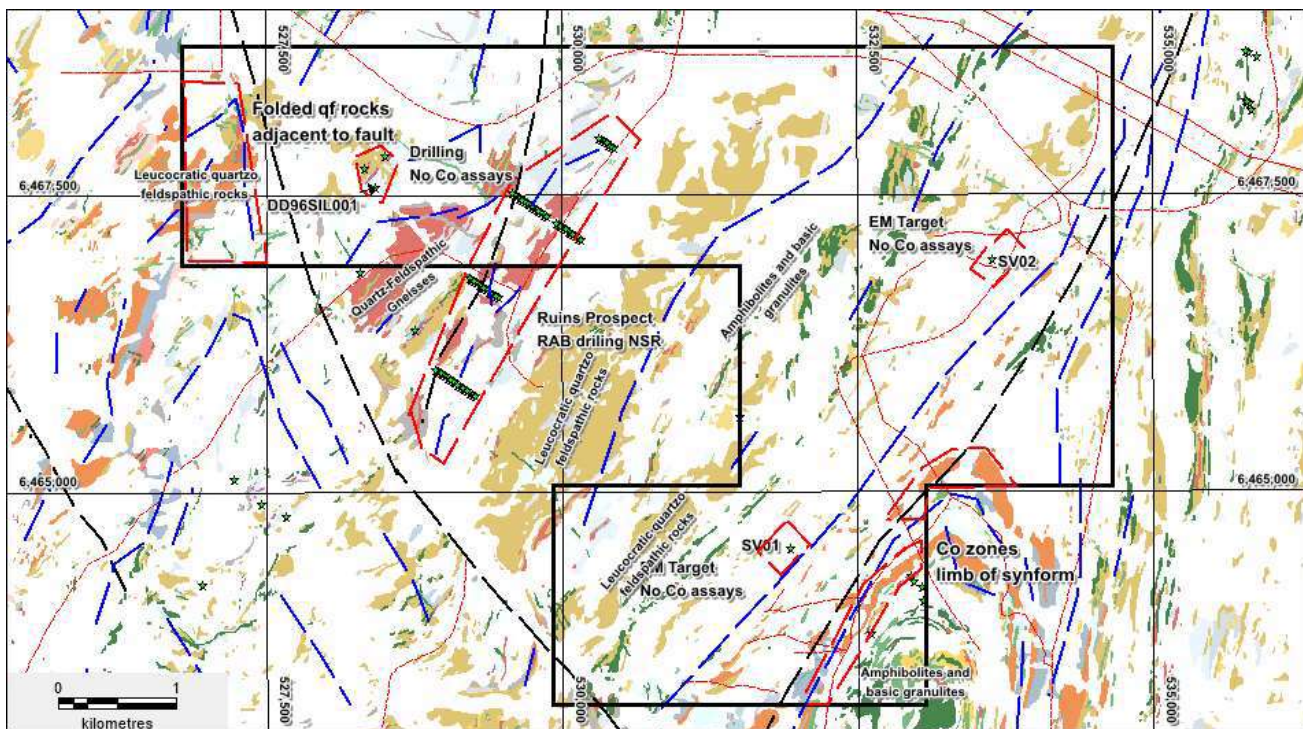 527,500
530,000
532,500
535,000
Folded qf rocks
adjacent to fault
Drilling
No Co assays
Leucocratic quartzo
feldspathic rocks
DD96SIL001
6,467,500
6,467,500
EM Target
No Co assays
SV02
Quartz-Feldspathic
Gneisses
Amphibolites and basic
granulites
Ruins Prospect
RAB driling NSR
Leucocratic quartzo
feldspathic rocks
6,465,000
6,465,000
Leucocratic quartzo
feldspathic rocks
SV01
Target
No Co assays
Co zones
limb of synform
Amphibolites and
basic granulites
0 1
kilometres
527,500
530,000
535,000